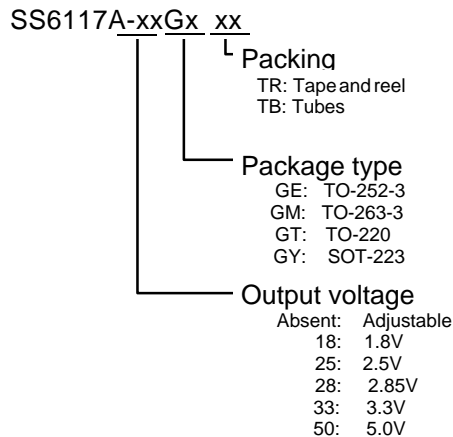 SS6117A-xxGx xx
Packing
TR: Tape and reel
TB: Tubes
Package type
GE: TO-252-3
GM: TO-263-3
GT: TO-220
GY: SOT-223
Output voltage
Absent: Adjustable
18: 1.8V
25: 2.5V
28: 2.85V
33: 3.3V
50: 5.0V